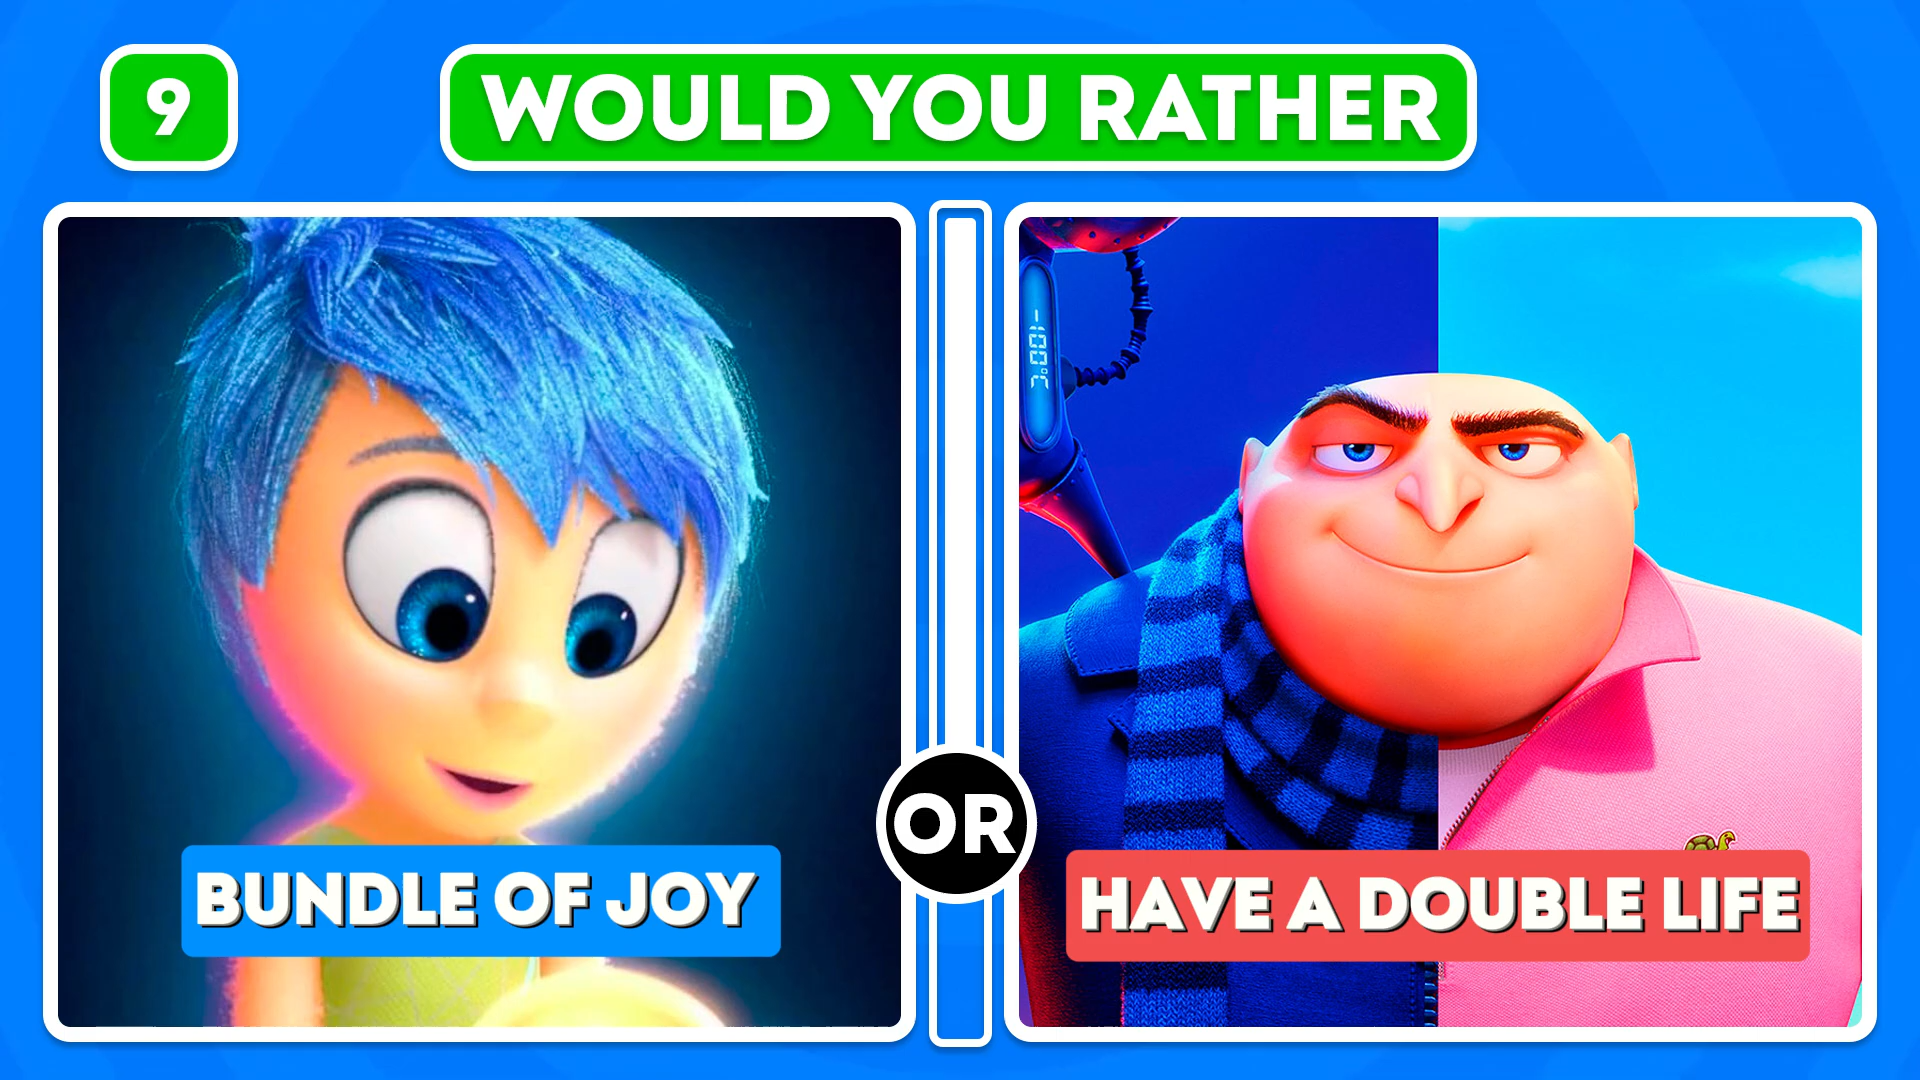 9
WOULD YOU RATHER
BUNDLE OF JOY
OR
HAVE A DOUBLE LIFE